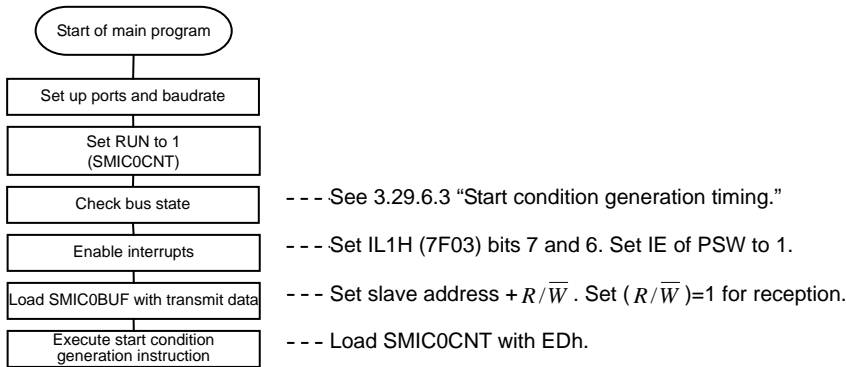 Start of main program
Set up ports and baudrate
Set RUN to 1
(SMIC0CNT)
Check bus state
See 3.29.6.3 “Start condition generation timing.”
Enable interrupts
Set IL1H (7F03) bits 7 and 6. Set IE of PSW to 1.
Load SMIC0BUF with transmit data
Set slave address + R/W̅ . Set ( R/W̅ )=1 for reception.
Execute start condition
generation instruction
Load SMIC0CNT with EDh.